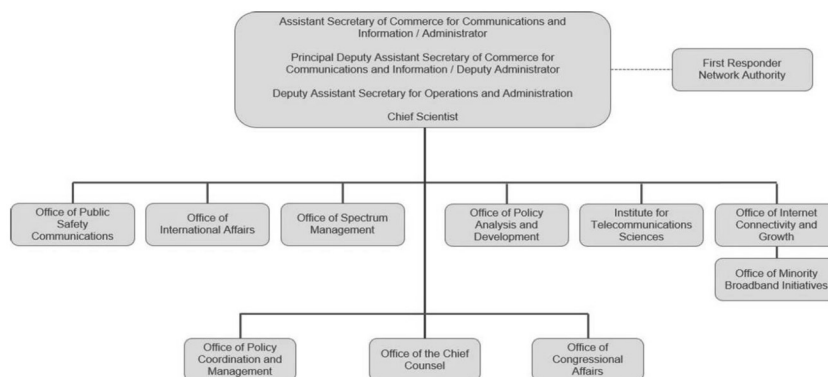 Assistant Secretary of Commerce for Communications and
Information / Administrator
Principal Deputy Assistant Secretary of Commerce for
Communications and Information / Deputy Administrator
Deputy Assistant Secretary for Operations and Administration
Chief Scientist
First Responder
Network Authority
Office of Public
Safety
Communications
Office of
International Affairs
Office of Spectrum
Management
Office of Policy
Analysis and
Development
Institute for
Telecommunications
Sciences
Office of Internet
Connectivity and
Growth
Office of Minority
Broadband Initiatives
Office of Policy
Coordination and
Management
Office of the Chief
Counsel
Office of
Congressional
Affairs